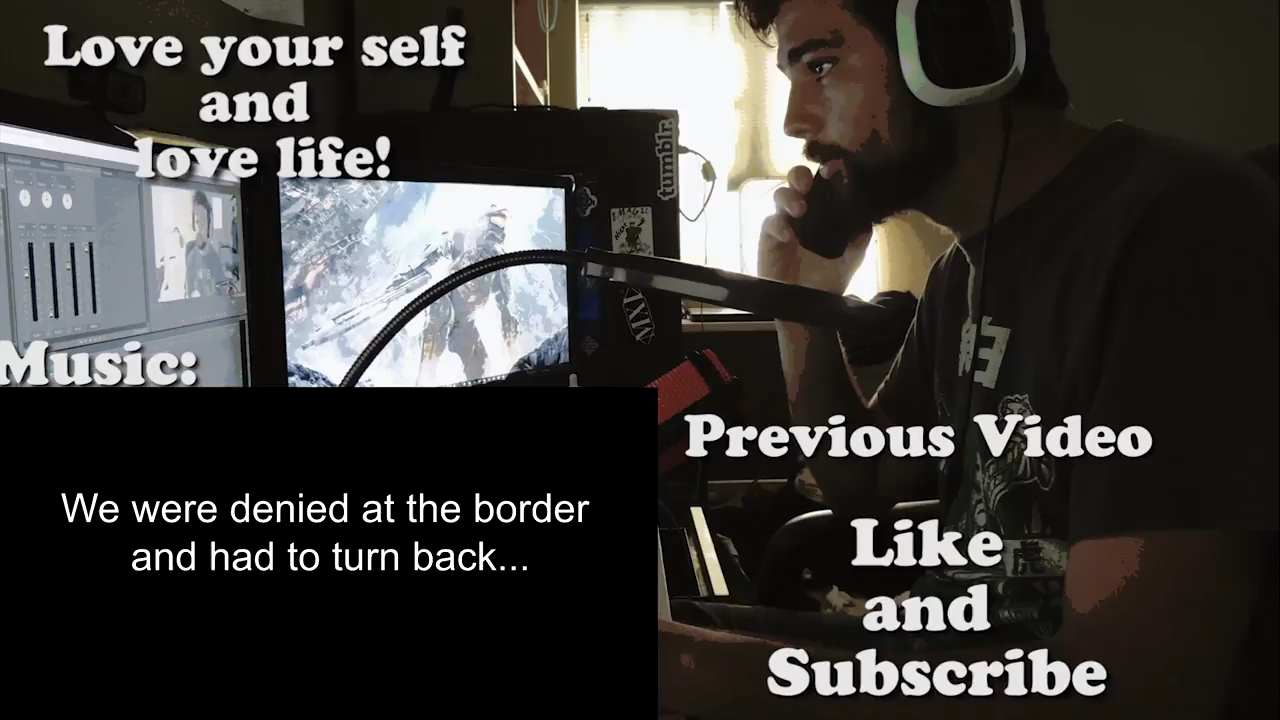 Love your self
and
love life!
tumblr.
MXL
Music:
We were denied at the border
and had to turn back...
Previous Video
Like
and
Subscribe